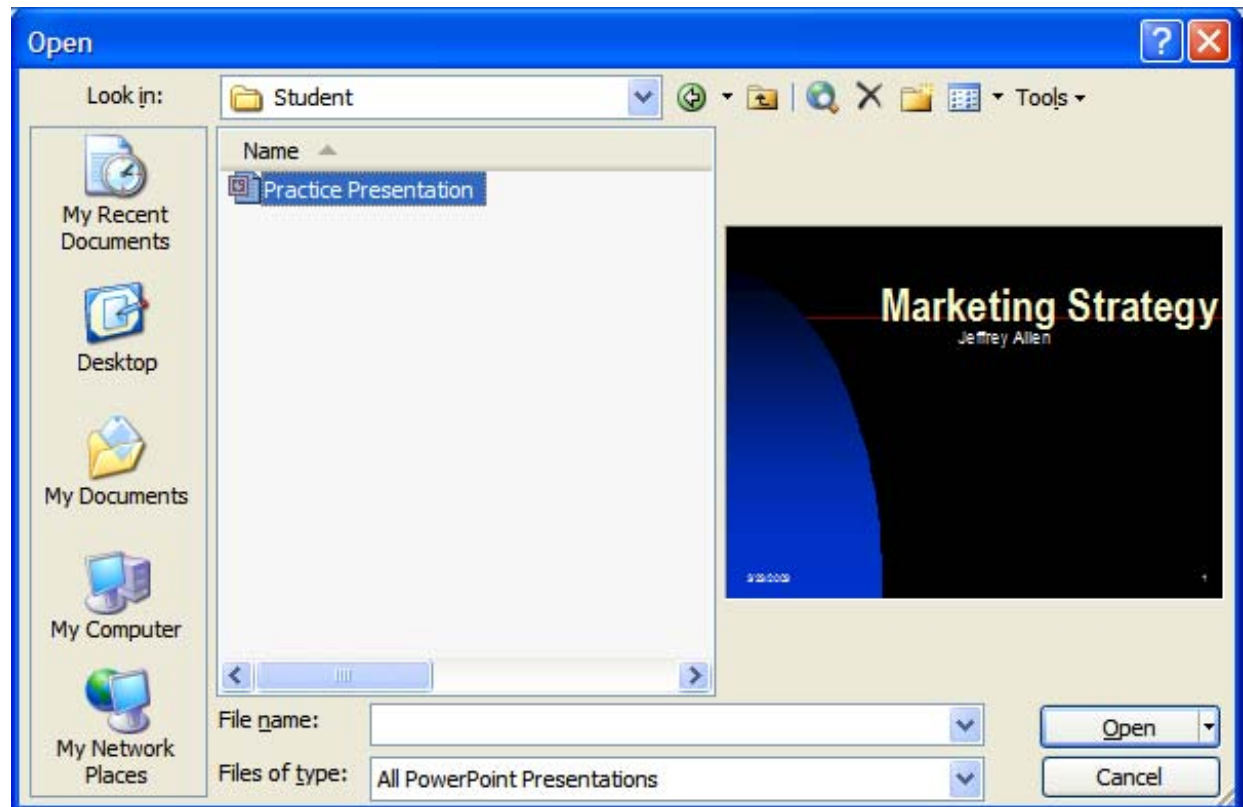 Open
Look in:
Student
Tools
Name
Practice Presentation
My Recent
Documents
Desktop
My Documents
My Computer
My Network
Places
Marketing Strategy
Jeffrey Allen
1
File name:
Open
Files of type:
All PowerPoint Presentations
Cancel